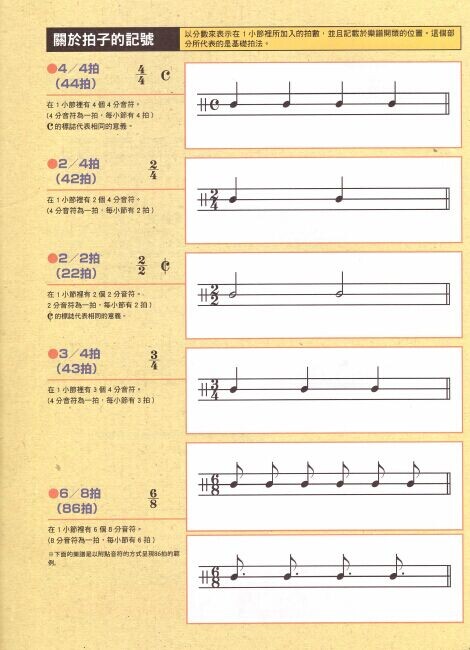 關於拍子的記號
以分數來表示在 1 小節裡所加入的拍數，並且記載於樂譜開頭的位置。這個部
分所代表的是基礎拍法。
●4／4拍
(44拍)
4/4 C
在 1 小節裡有 4 個 4 分音符。
(4 分音符為一拍，每小節有 4 拍)
C 的標誌代表相同的意義。
●2／4拍
(42拍)
2/4
在 1 小節裡有 2 個 4 分音符。
(4 分音符為一拍，每小節有 2 拍)
●2／2拍
(22拍)
2/2 ¢
在 1 小節裡有 2 個 2 分音符。
2 分音符為一拍，每小節有 2 拍)
¢ 的標誌代表相同的意義。
●3／4拍
(43拍)
3/4
在 1 小節裡有 3 個 4 分音符。
(4 分音符為一拍，每小節有 3 拍)
●6／8拍
(86拍)
6/8
在 1 小節裡有 6 個 8 分音符。
(8 分音符為一拍，每小節有 6 拍)
※下面的樂譜是以附點音符的方式呈現86拍的範
例。
C
2/4
2/2
3/4
6/8
6/8